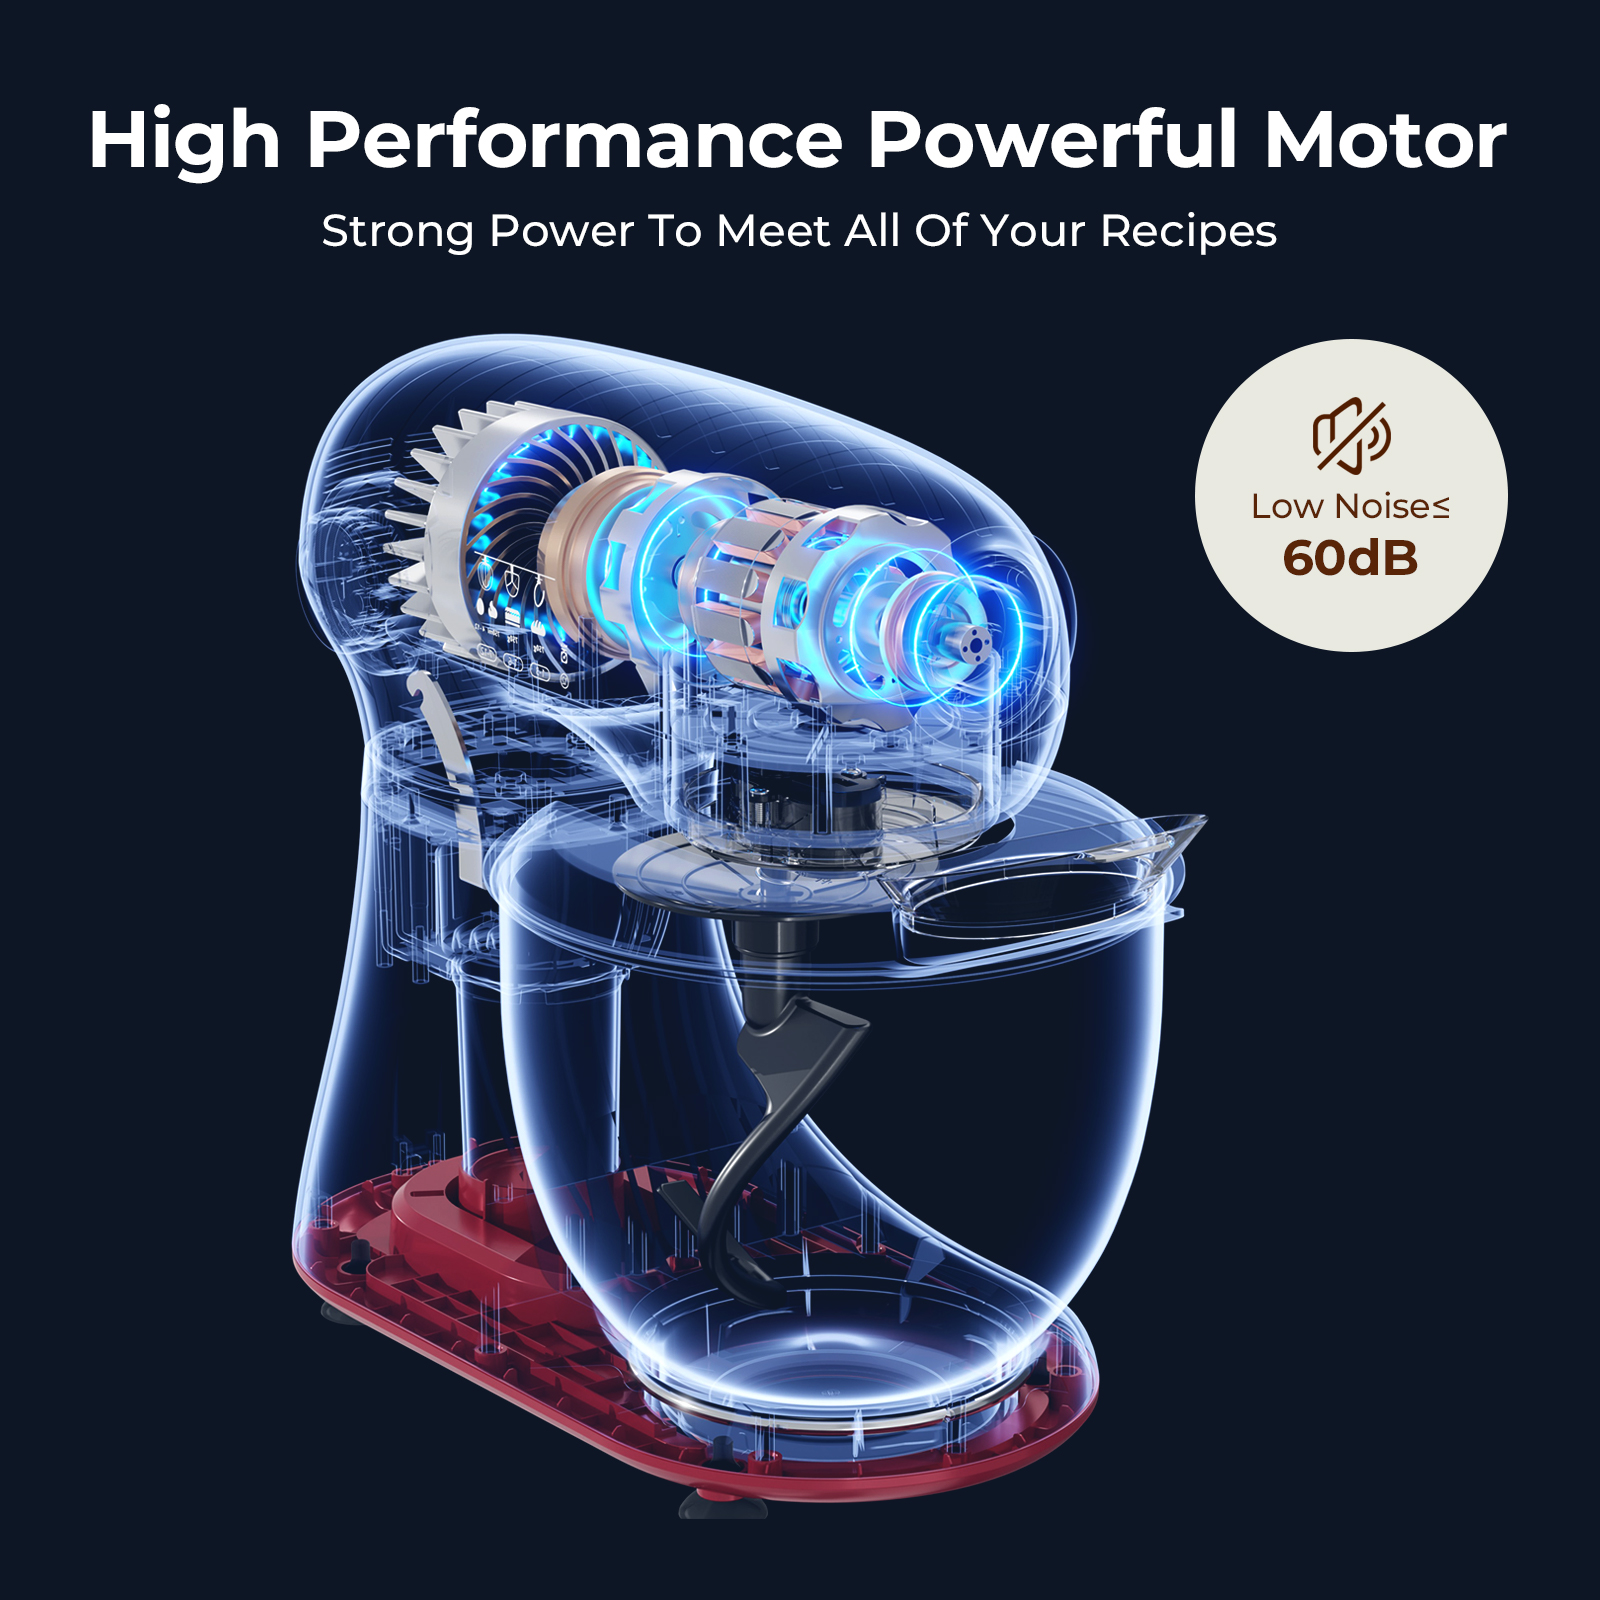 High Performance Powerful Motor
Strong Power To Meet All Of Your Recipes
Low Noise≤
60dB